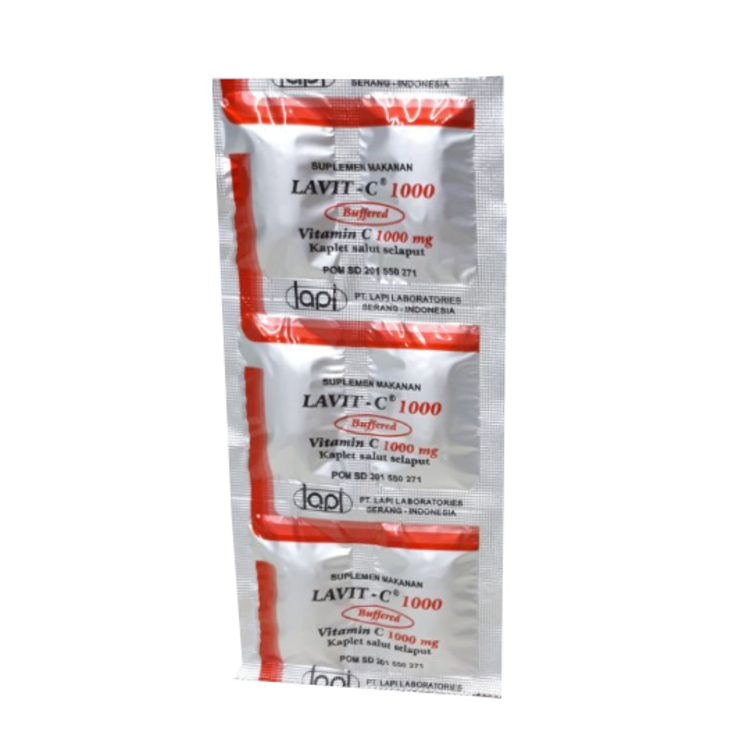 lapi
SERANG - INDONESIA
SUPLEMEN MAKANAN
LAVIT - C® 1000
Buffered
Vitamin C 1000 mg
Kaplet salut selaput
POM SD 201 550 271
lapi
PT. LAPI LABORATORIES
SERANG - INDONESIA
SUPLEMEN MAKANAN
LAVIT - C® 1000
Buffered
Vitamin C 1000 mg
Kaplet salut selaput
POM SD 201 550 271
lapi
PT. LAPI LABORATORIES
SERANG - INDONESIA
SUPLEMEN MAKANAN
LAVIT - C® 1000
Buffered
Vitamin C 1000 mg
Kaplet salut selaput
POM SD 201 550 271
lapi
PT. LAPI LABORATORIES